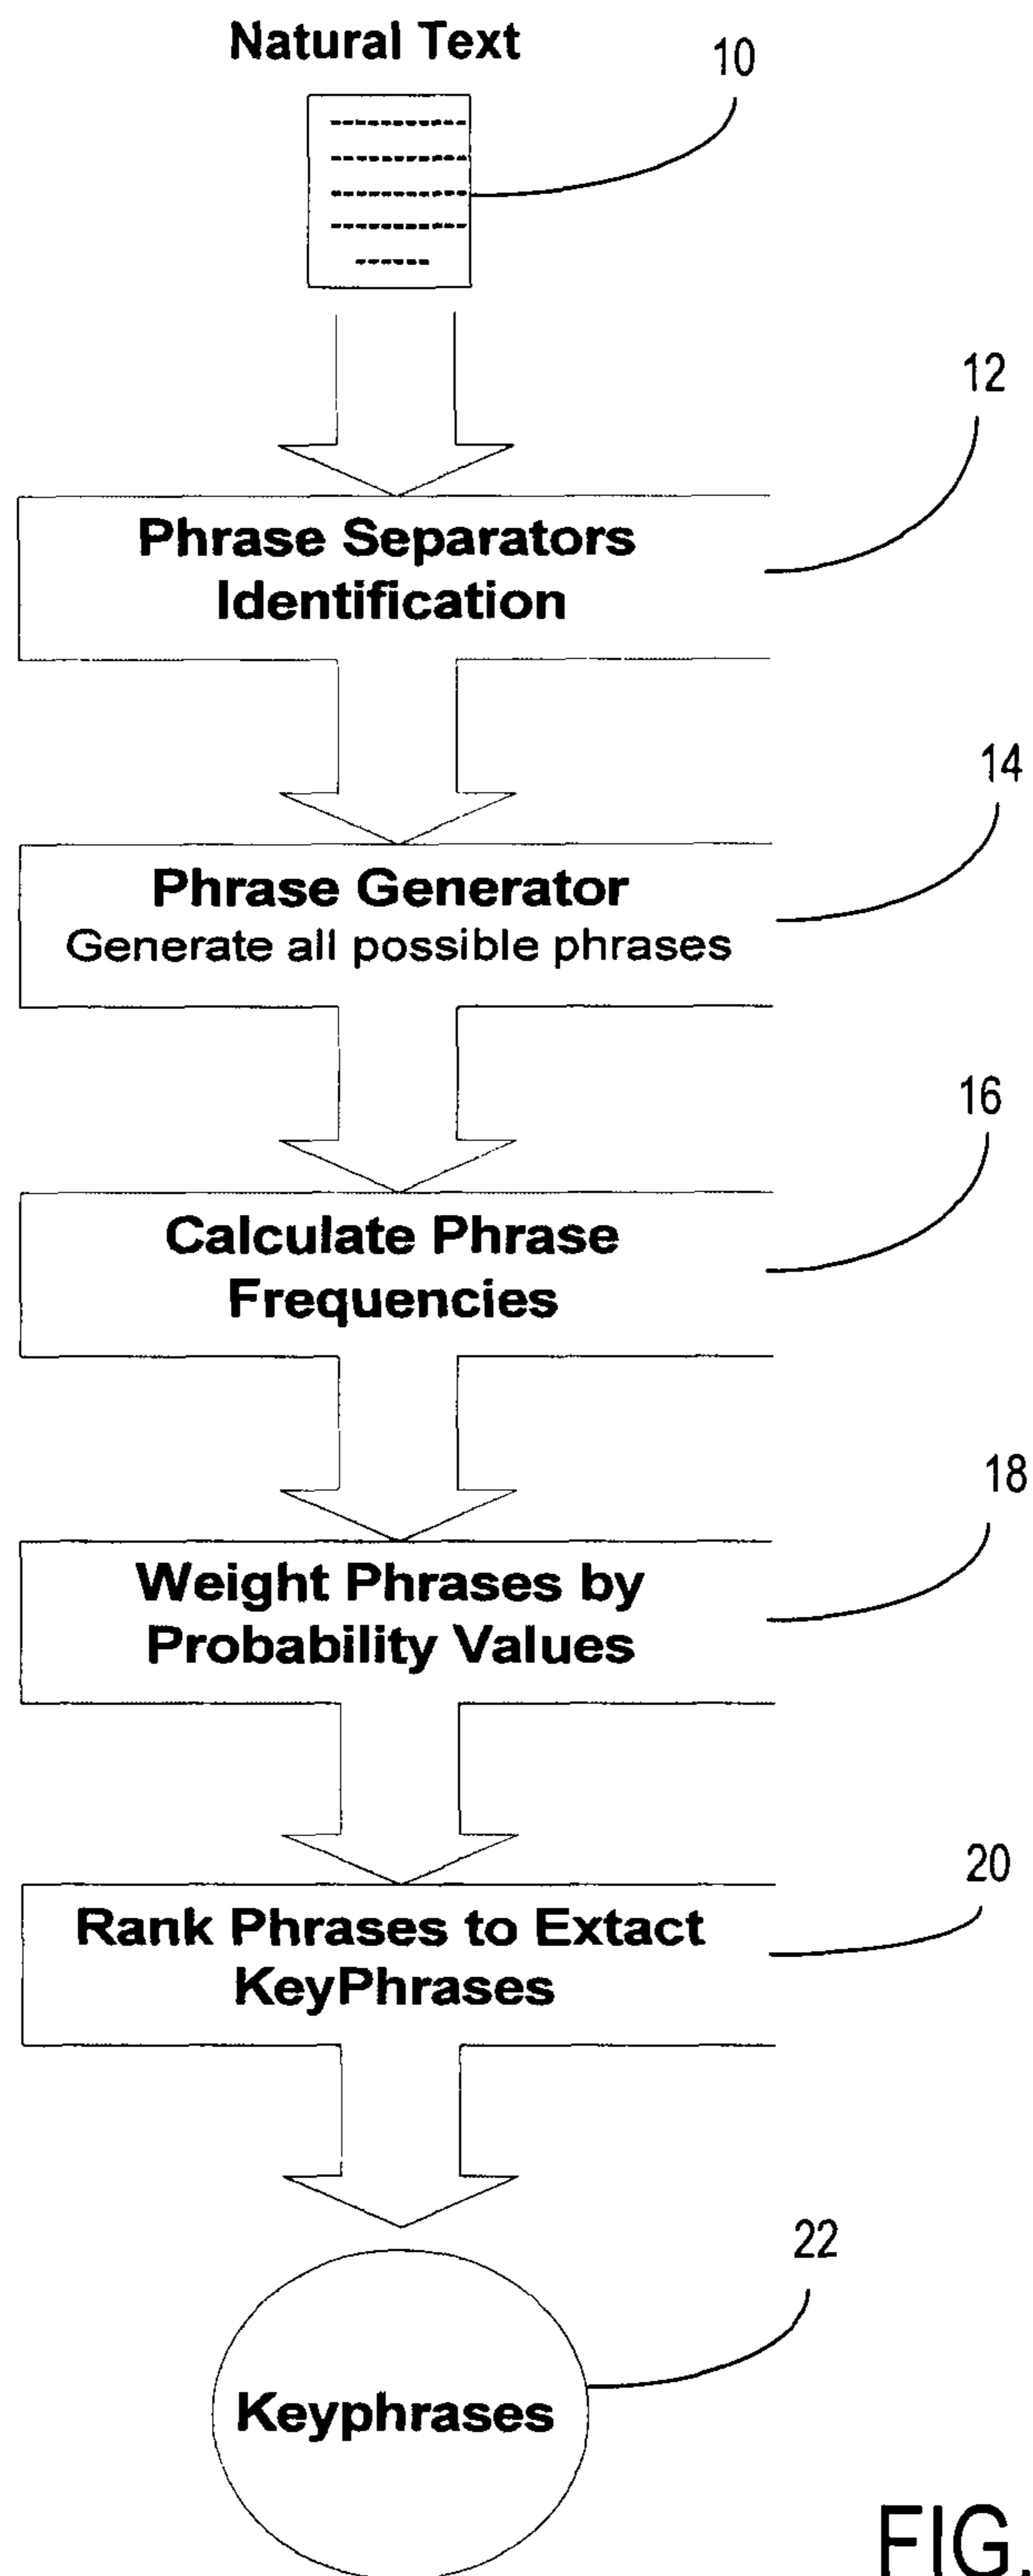 Natural Text
10
12
Phrase Separators
Identification
14
Phrase Generator
Generate all possible phrases
16
Calculate Phrase
Frequencies
18
Weight Phrases by
Probability Values
20
Rank Phrases to Extact
KeyPhrases
22
Keyphrases
FIG.